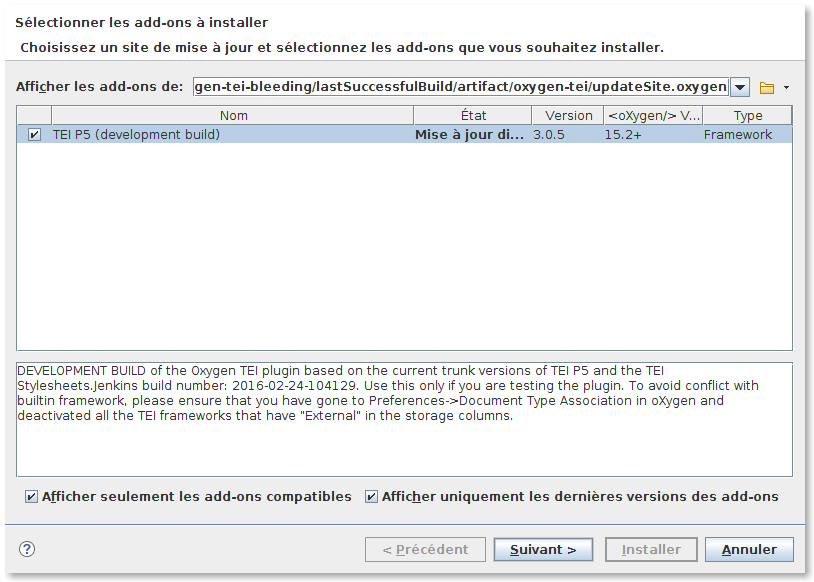 Sélectionner les add-ons à installer
Choisissez un site de mise à jour et sélectionnez les add-ons que vous souhaitez installer.
Afficher les add-ons de: gen-tei-bleeding/lastSuccessfulBuild/artifact/oxygen-tei/updateSite.oxygen
Nom État Version <oXygen/> V... Type
TEI P5 (development build) Mise à jour di... 3.0.5 15.2+ Framework
DEVELOPMENT BUILD of the Oxygen TEI plugin based on the current trunk versions of TEI P5 and the TEI
Stylesheets.Jenkins build number: 2016-02-24-104129. Use this only if you are testing the plugin. To avoid conflict with
builtin framework, please ensure that you have gone to Preferences->Document Type Association in oXygen and
deactivated all the TEI frameworks that have "External" in the storage columns.
Afficher seulement les add-ons compatibles Afficher uniquement les dernières versions des add-ons
? < Précédent Suivant > Installer Annuler